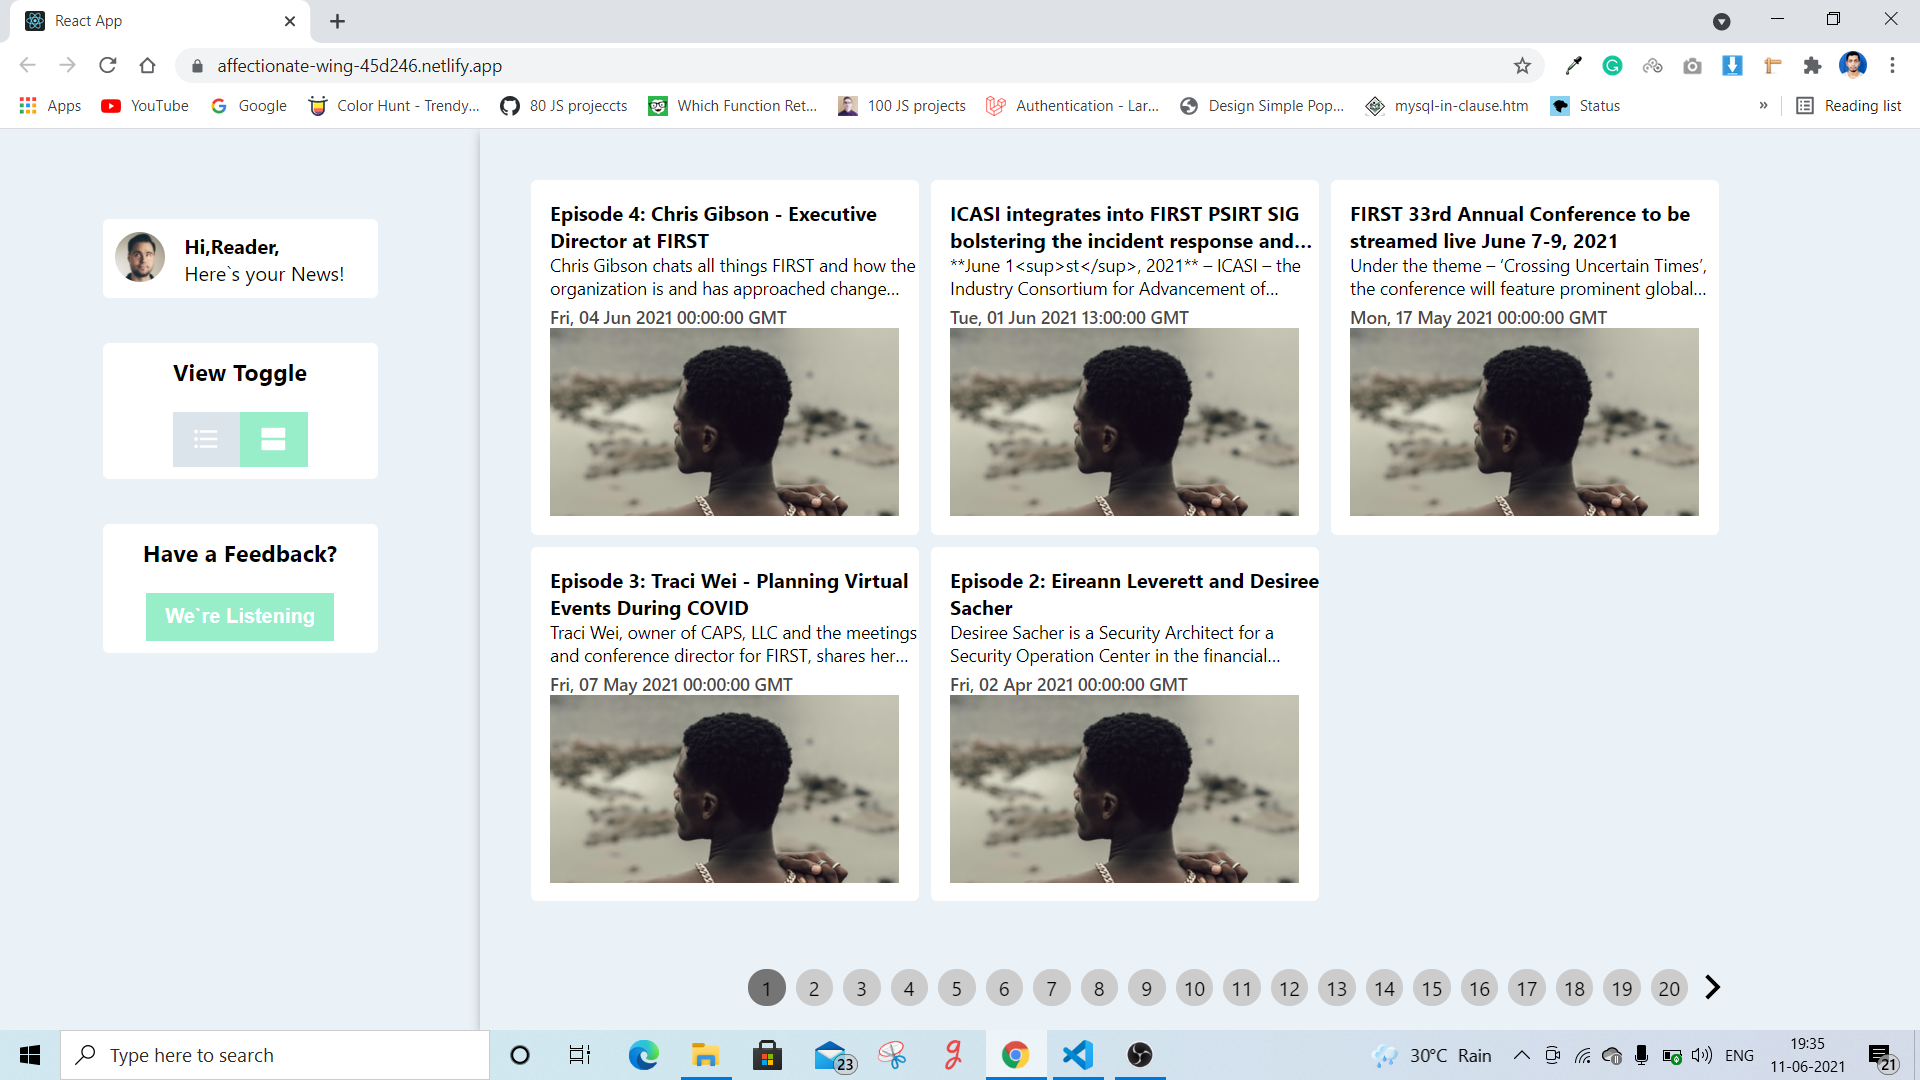 React App
affectionate-wing-45d246.netlify.app
Apps YouTube Google Color Hunt - Trendy... 80 JS projeccts Which Function Ret... 100 JS projects Authentication - Lar... Design Simple Pop... mysql-in-clause.htm Status » Reading list
Hi,Reader,
Here`s your News!
View Toggle
Have a Feedback?
We`re Listening
Episode 4: Chris Gibson - Executive
Director at FIRST
Chris Gibson chats all things FIRST and how the
organization is and has approached change...
Fri, 04 Jun 2021 00:00:00 GMT
ICASI integrates into FIRST PSIRT SIG
bolstering the incident response and...
**June 1<sup>st</sup>, 2021** – ICASI – the
Industry Consortium for Advancement of...
Tue, 01 Jun 2021 13:00:00 GMT
FIRST 33rd Annual Conference to be
streamed live June 7-9, 2021
Under the theme – ‘Crossing Uncertain Times’,
the conference will feature prominent global...
Mon, 17 May 2021 00:00:00 GMT
Episode 3: Traci Wei - Planning Virtual
Events During COVID
Traci Wei, owner of CAPS, LLC and the meetings
and conference director for FIRST, shares her...
Fri, 07 May 2021 00:00:00 GMT
Episode 2: Eireann Leverett and Desiree
Sacher
Desiree Sacher is a Security Architect for a
Security Operation Center in the financial...
Fri, 02 Apr 2021 00:00:00 GMT
1 2 3 4 5 6 7 8 9 10 11 12 13 14 15 16 17 18 19 20
Type here to search
23
30°C Rain
ENG
19:35
11-06-2021
21